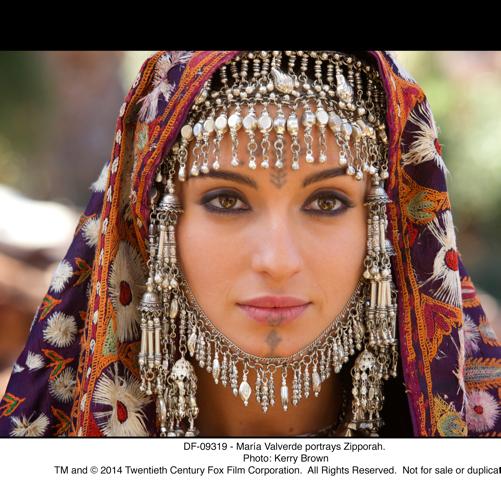 DF-09319 - Maria Valverde portrays Zipporah.
Photo: Kerry Brown
TM and © 2014 Twentieth Century Fox Film Corporation. All Rights Reserved. Not for sale or duplicat